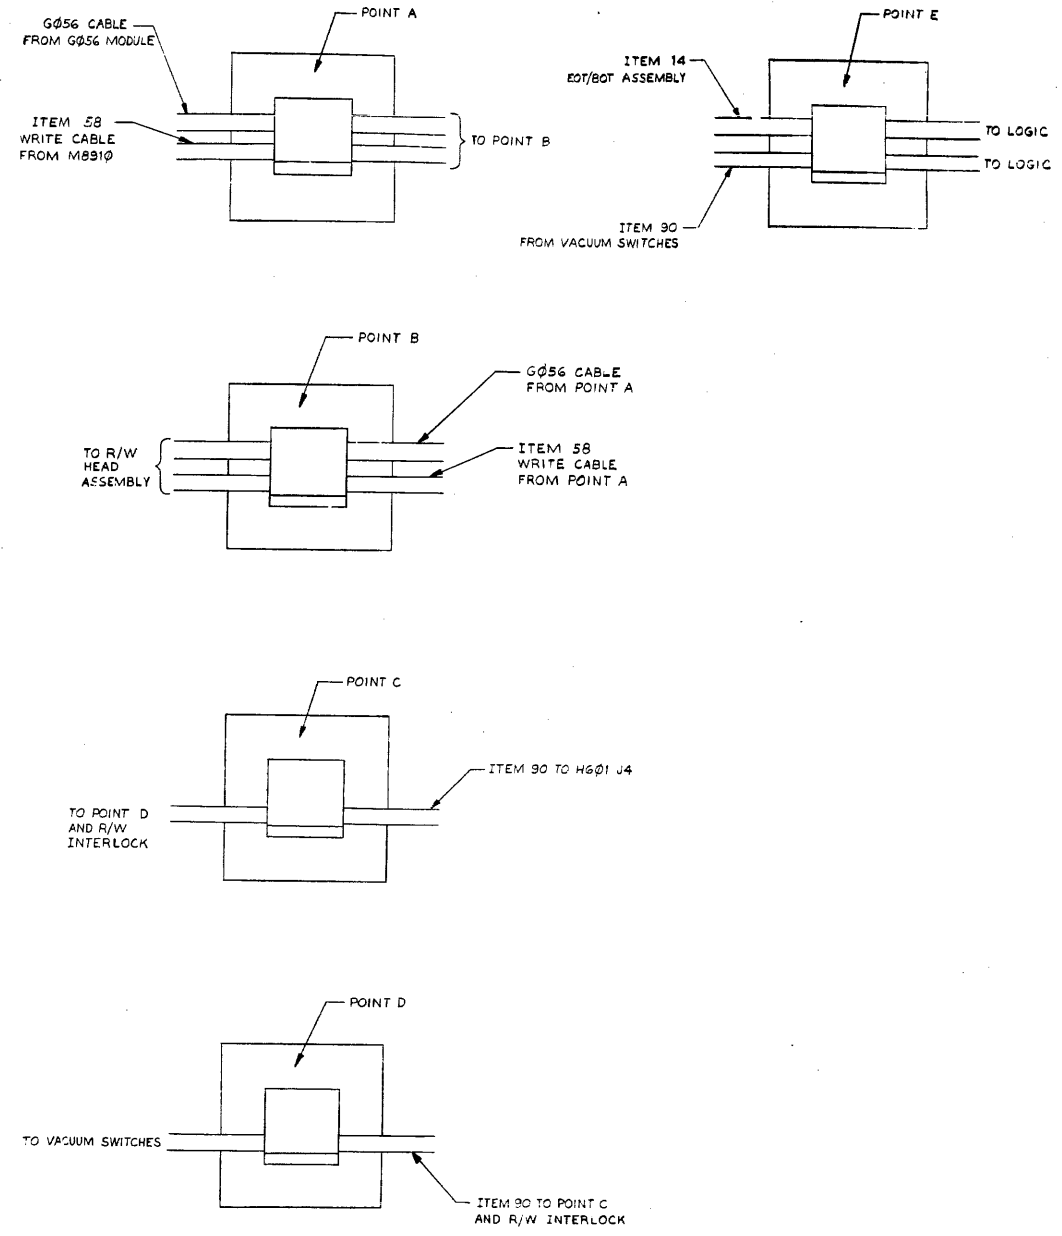 POINT A
GØ56 CABLE
FROM GØ56 MODULE
ITEM 58
WRITE CABLE
FROM M891Ø
TO POINT B
POINT E
ITEM 14
EOT/BOT ASSEMBLY
TO LOGIC
TO LOGIC
ITEM 90
FROM VACUUM SWITCHES
POINT B
GØ56 CABLE
FROM POINT A
TO R/W
HEAD
ASSEMBLY
ITEM 58
WRITE CABLE
FROM POINT A
POINT C
ITEM 90 TO H6Ø1 J4
TO POINT D
AND R/W
INTERLOCK
POINT D
TO VACUUM SWITCHES
ITEM 90 TO POINT C
AND R/W INTERLOCK